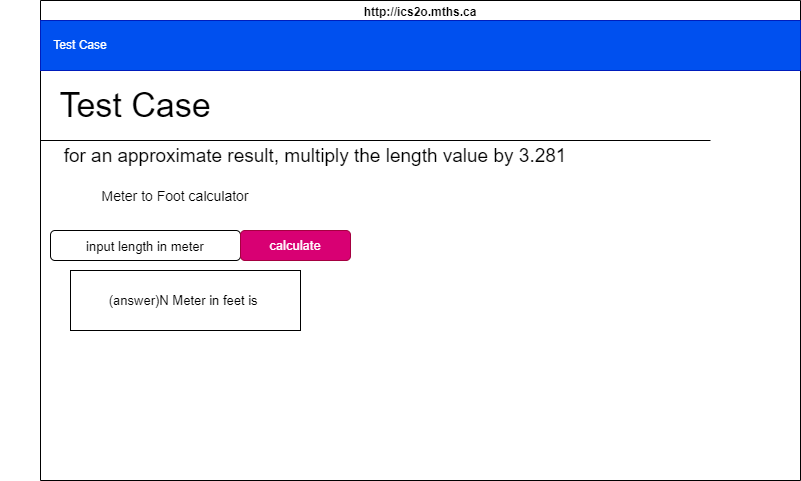 http://ics2o.mths.ca
Test Case
Test Case
for an approximate result, multiply the length value by 3.281
Meter to Foot calculator
input length in meter calculate
(answer)N Meter in feet is